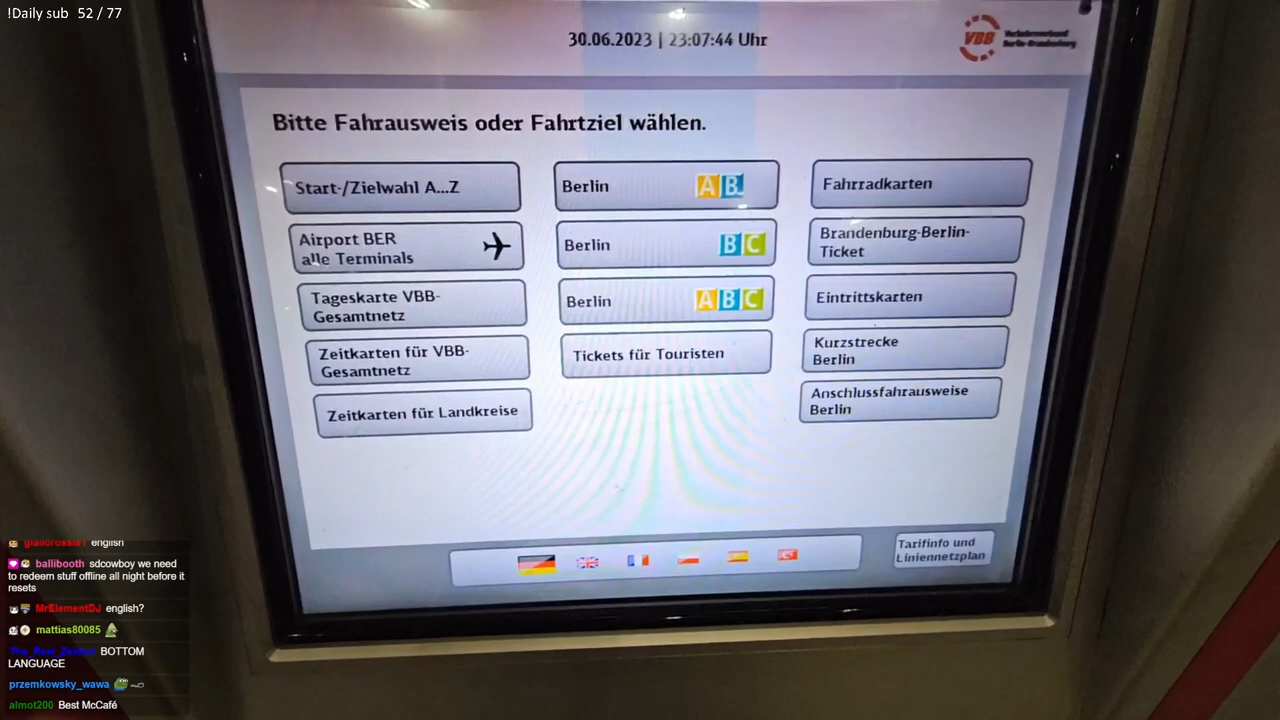 !Daily sub 52 / 77
30.06.2023 | 23:07:44 Uhr
VBB Verkehrsverbund
Berlin-Brandenburg
Bitte Fahrausweis oder Fahrtziel wählen.
Start-/Zielwahl A...Z
Airport BER
alle Terminals
Tageskarte VBB-
Gesamtnetz
Zeitkarten für VBB-
Gesamtnetz
Zeitkarten für Landkreise
Berlin AB
Berlin BC
Berlin ABC
Tickets für Touristen
Fahrradkarten
Brandenburg-Berlin-
Ticket
Eintrittskarten
Kurzstrecke
Berlin
Anschlussfahrausweise
Berlin
Tarifinfo und
Liniennetzplan
english
ballibooth sdcowboy we need
to redeem stuff offline all night before it
resets
MrElementDJ english?
mattias80085
BOTTOM
LANGUAGE
przemkowsky_wawa
almot200 Best McCafé